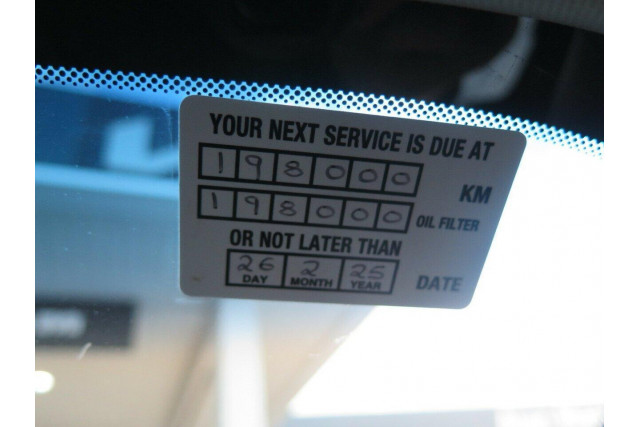 YOUR NEXT SERVICE IS DUE AT
198000 KM
198000 OIL FILTER
OR NOT LATER THAN
26 2 25 DATE
DAY MONTH YEAR